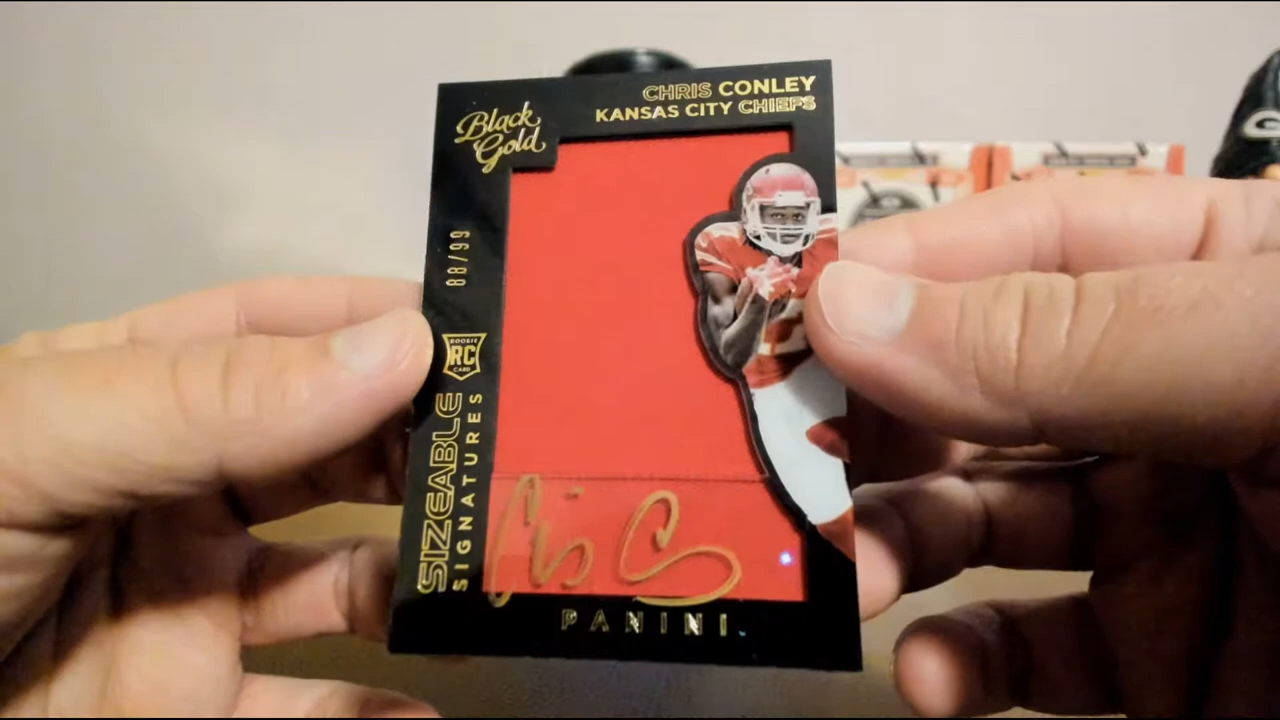 CHRIS CONLEY
KANSAS CITY CHIEFS
Black
Gold
88/99
ROOKIE
RC
CARD
SIZEABLE
SIGNATURES
PANINI